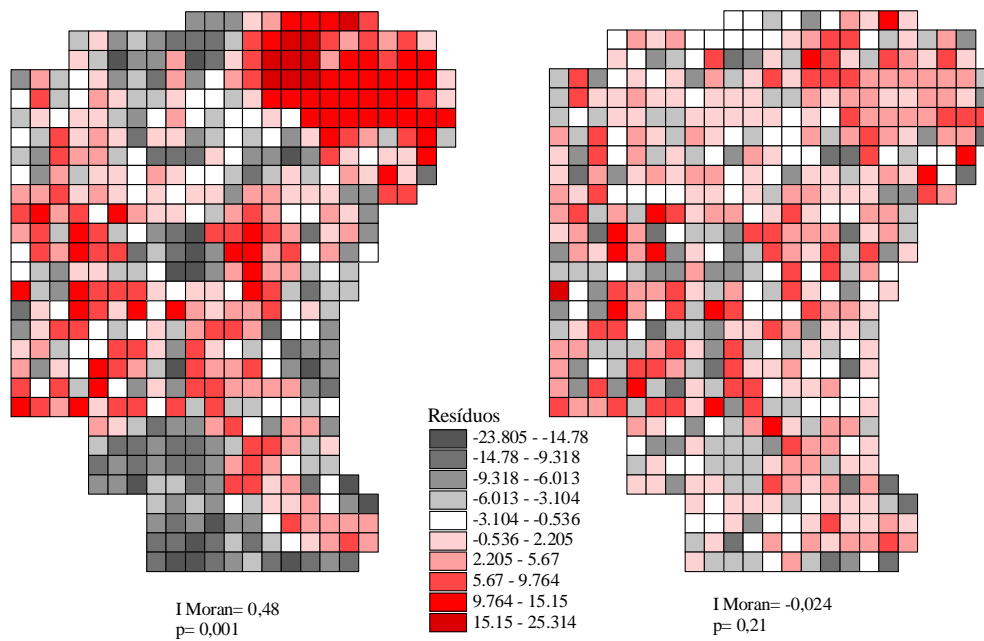 Resíduos
-23.805 - -14.78
-14.78 - -9.318
-9.318 - -6.013
-6.013 - -3.104
-3.104 - -0.536
-0.536 - 2.205
2.205 - 5.67
5.67 - 9.764
9.764 - 15.15
15.15 - 25.314
I Moran= 0,48
p= 0,001
I Moran= -0,024
p= 0,21